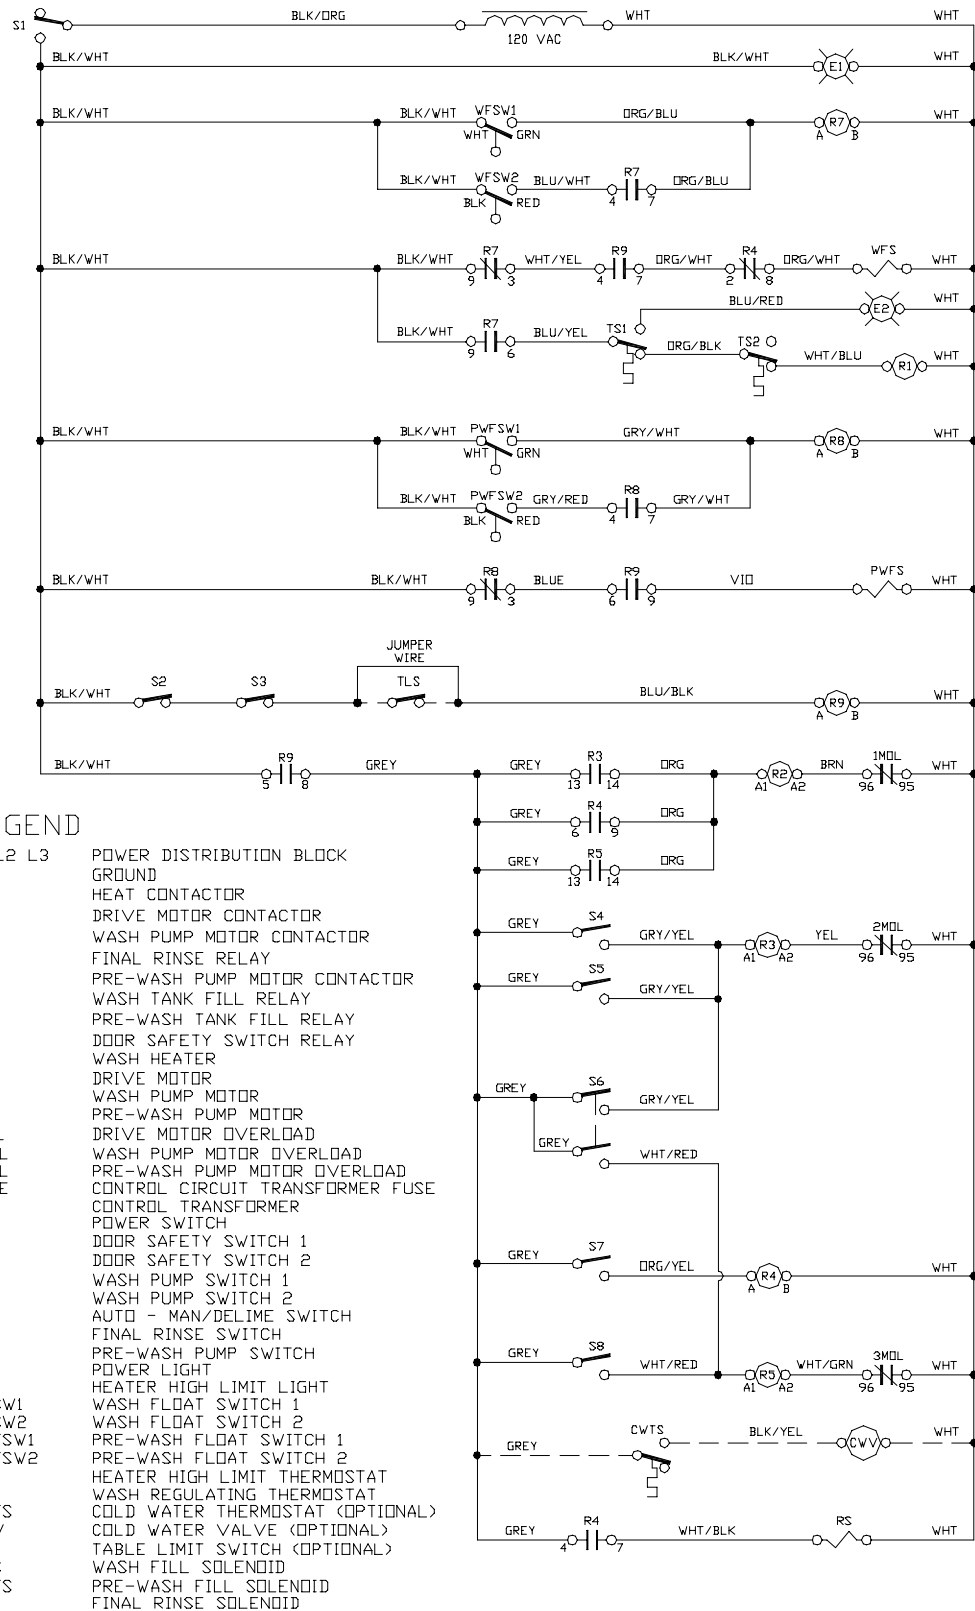 BLK/ORG WHT WHT
S1
120 VAC
BLK/WHT BLK/WHT E1 WHT
BLK/WHT BLK/WHT WFSW1 ORG/BLU R7 WHT
WHT GRN A B
BLK/WHT WFSW2 BLU/WHT R7 ORG/BLU
BLK RED 4 7
BLK/WHT BLK/WHT R7 WHT/YEL R9 ORG/WHT R4 ORG/WHT WFS WHT
9 3 4 7 2 8
BLU/RED E2 WHT
BLK/WHT R7 BLU/YEL TS1 ORG/BLK TS2 WHT/BLU R1 WHT
9 6
BLK/WHT BLK/WHT PWFSW1 GRY/WHT R8 WHT
WHT GRN A B
BLK/WHT PWFSW2 GRY/RED R8 GRY/WHT
BLK RED 4 7
BLK/WHT BLK/WHT R8 BLUE R9 VIO PWFS WHT
9 3 6 9
JUMPER
WIRE
BLK/WHT S2 S3 TLS BLU/BLK R9 WHT
A B
BLK/WHT R9 GREY GREY R3 ORG R2 BRN 1MOL WHT
5 8 13 14 A1 A2 96 95
GREY R4 ORG
6 9
GREY R5 ORG
13 14
GREY S4 GRY/YEL R3 YEL 2MOL WHT
A1 A2 96 95
GREY S5 GRY/YEL
GREY S6 GRY/YEL
GREY WHT/RED
GREY S7 ORG/YEL R4 WHT
A B
GREY S8 WHT/RED R5 WHT/GRN 3MOL WHT
A1 A2 96 95
GREY CWTS BLK/YEL CWV WHT
GREY R4 WHT/BLK RS WHT
4 7
GEND
L2 L3 POWER DISTRIBUTION BLOCK
GROUND
HEAT CONTACTOR
DRIVE MOTOR CONTACTOR
WASH PUMP MOTOR CONTACTOR
FINAL RINSE RELAY
PRE-WASH PUMP MOTOR CONTACTOR
WASH TANK FILL RELAY
PRE-WASH TANK FILL RELAY
DOOR SAFETY SWITCH RELAY
WASH HEATER
DRIVE MOTOR
WASH PUMP MOTOR
PRE-WASH PUMP MOTOR
L DRIVE MOTOR OVERLOAD
L WASH PUMP MOTOR OVERLOAD
L PRE-WASH PUMP MOTOR OVERLOAD
E CONTROL CIRCUIT TRANSFORMER FUSE
CONTROL TRANSFORMER
POWER SWITCH
DOOR SAFETY SWITCH 1
DOOR SAFETY SWITCH 2
WASH PUMP SWITCH 1
WASH PUMP SWITCH 2
AUTO - MAN/DELIME SWITCH
FINAL RINSE SWITCH
PRE-WASH PUMP SWITCH
POWER LIGHT
HEATER HIGH LIMIT LIGHT
W1 WASH FLOAT SWITCH 1
W2 WASH FLOAT SWITCH 2
SW1 PRE-WASH FLOAT SWITCH 1
SW2 PRE-WASH FLOAT SWITCH 2
HEATER HIGH LIMIT THERMOSTAT
WASH REGULATING THERMOSTAT
S COLD WATER THERMOSTAT (OPTIONAL)
COLD WATER VALVE (OPTIONAL)
TABLE LIMIT SWITCH (OPTIONAL)
WASH FILL SOLENOID
S PRE-WASH FILL SOLENOID
FINAL RINSE SOLENOID